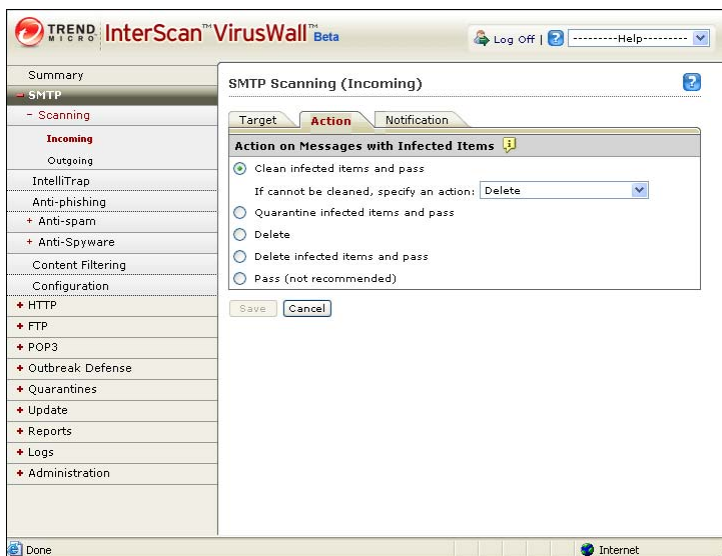 TREND MICRO InterScan™ VirusWall™ Beta
Log Off | ? ---------Help---------
Summary
− SMTP
− Scanning
Incoming
Outgoing
IntelliTrap
Anti-phishing
+ Anti-spam
+ Anti-Spyware
Content Filtering
Configuration
+ HTTP
+ FTP
+ POP3
+ Outbreak Defense
+ Quarantines
+ Update
+ Reports
+ Logs
+ Administration
SMTP Scanning (Incoming) ?
Target Action Notification
Action on Messages with Infected Items i
Clean infected items and pass
If cannot be cleaned, specify an action: Delete
Quarantine infected items and pass
Delete
Delete infected items and pass
Pass (not recommended)
Save Cancel
Done Internet